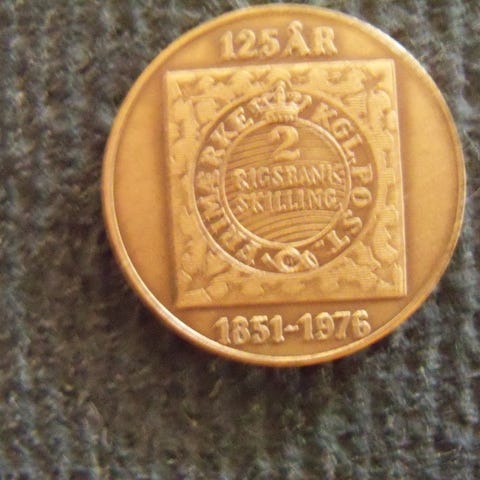 125 ÅR
FRIMÆRKE KGL. POST.
2
RIGSBANK-
SKILLING
1851-1976